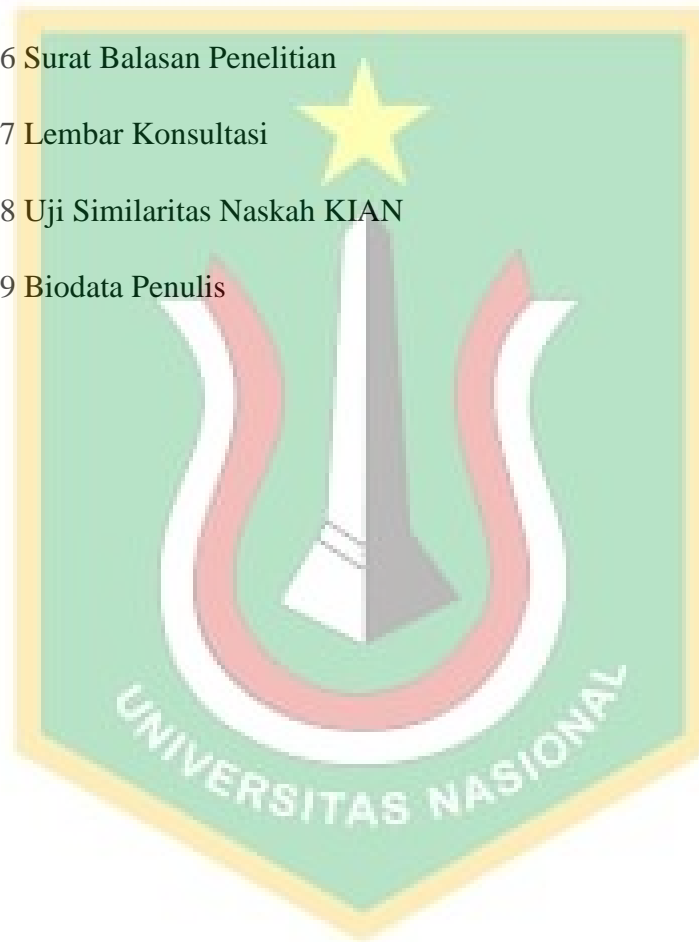 6 Surat Balasan Penelitian
7 Lembar Konsultasi
8 Uji Similaritas Naskah KIAN
9 Biodata Penulis
UNIVERSITAS NASIONAL